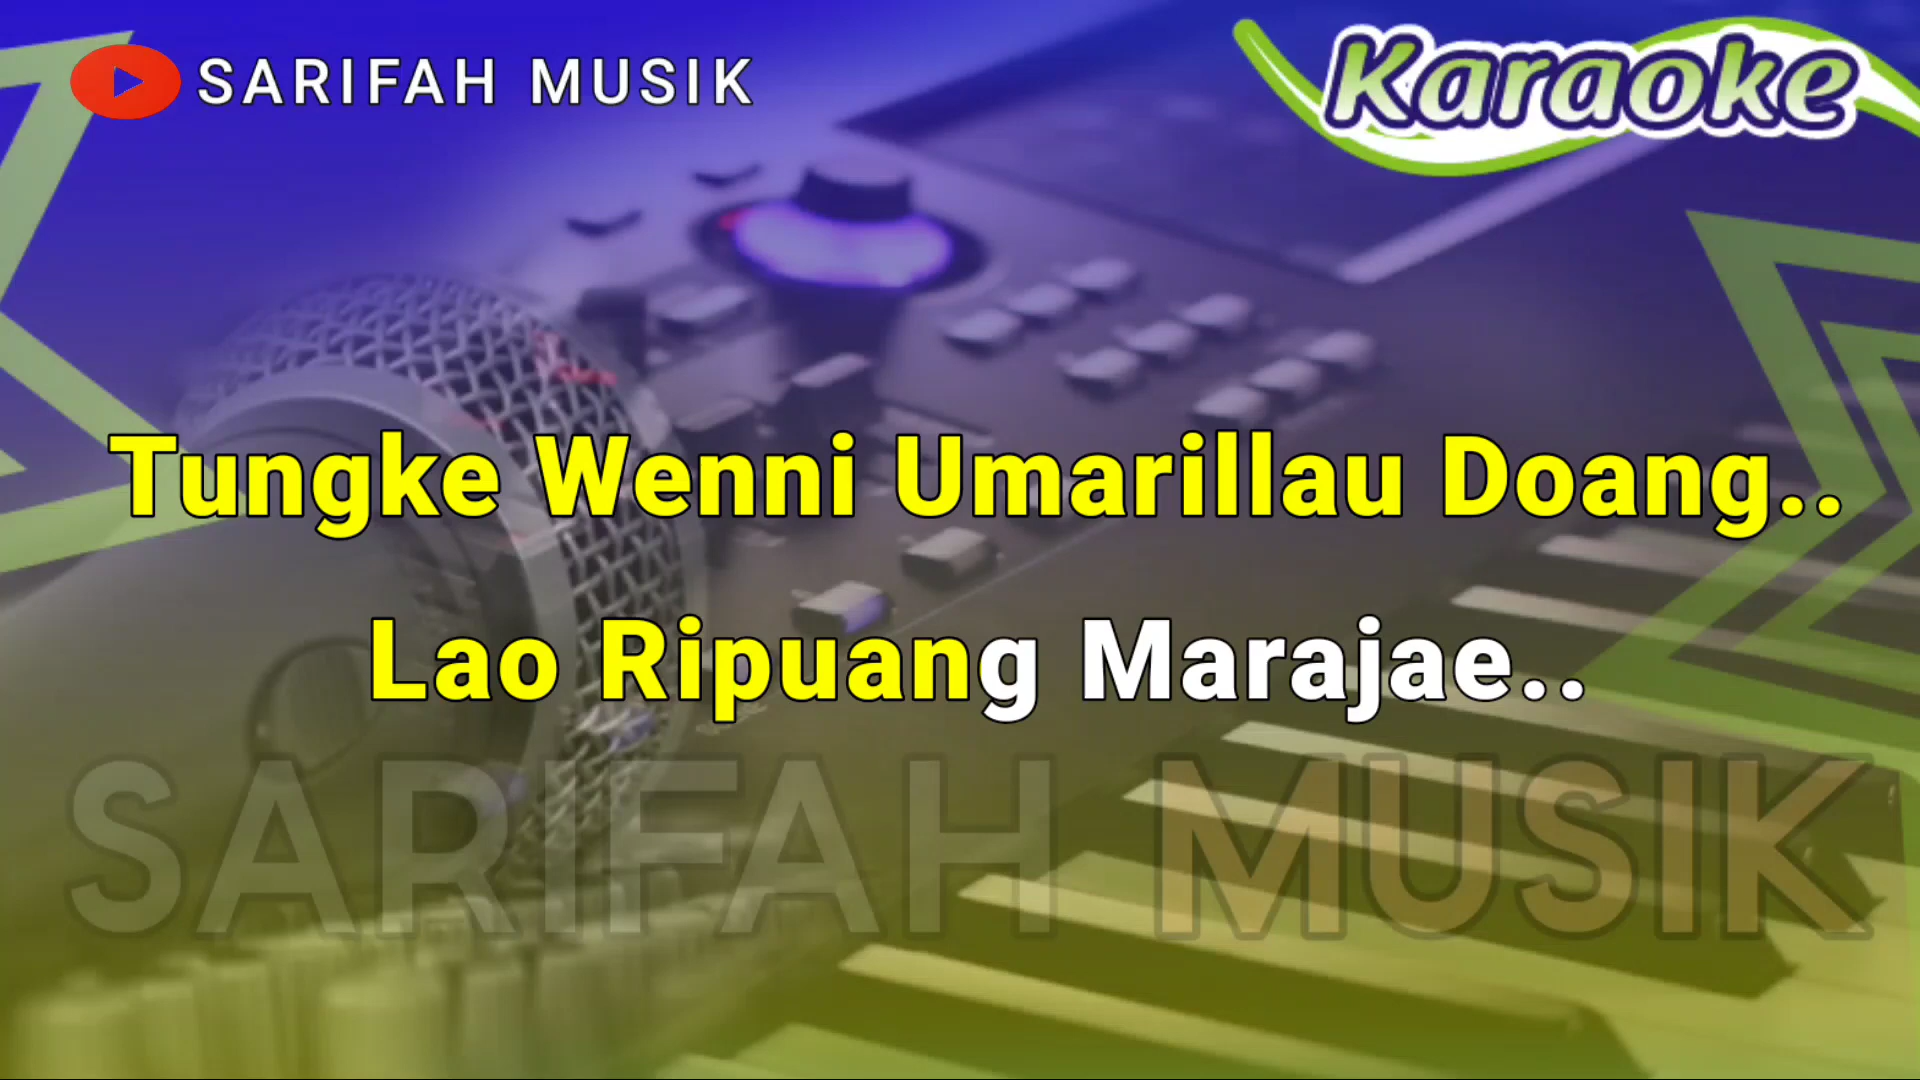 SARIFAH MUSIK
Karaoke
Tungke Wenni Umarillau Doang..
Lao Ripuang Marajae..
SARIFAH MUSIK